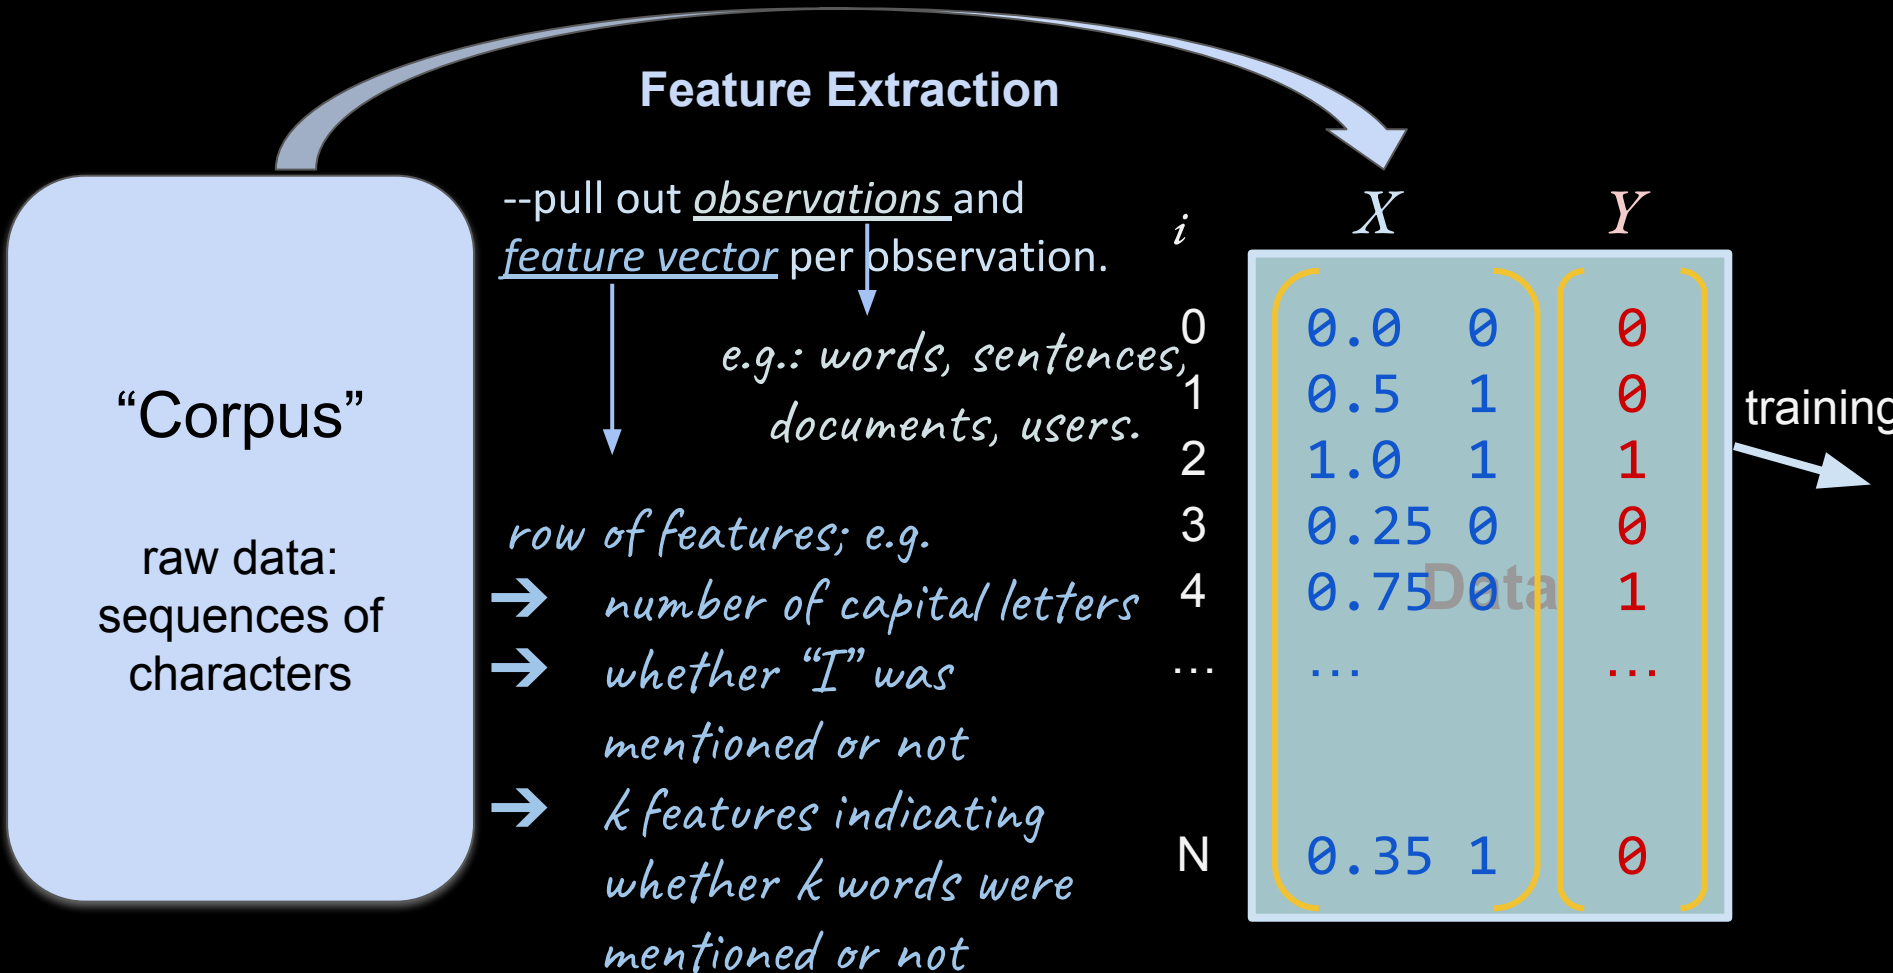 Feature Extraction
--pull out observations and
feature vector per observation.
e.g.: words, sentences,
documents, users.
“Corpus”
raw data:
sequences of
characters
row of features; e.g.
➔ number of capital letters
➔ whether “I” was
mentioned or not
➔ k features indicating
whether k words were
mentioned or not
i X Y
0 0.0 0 0
1 0.5 1 0
2 1.0 1 1
3 0.25 0 0
4 0.75 0 1
Data
... ... ...
N 0.35 1 0
training